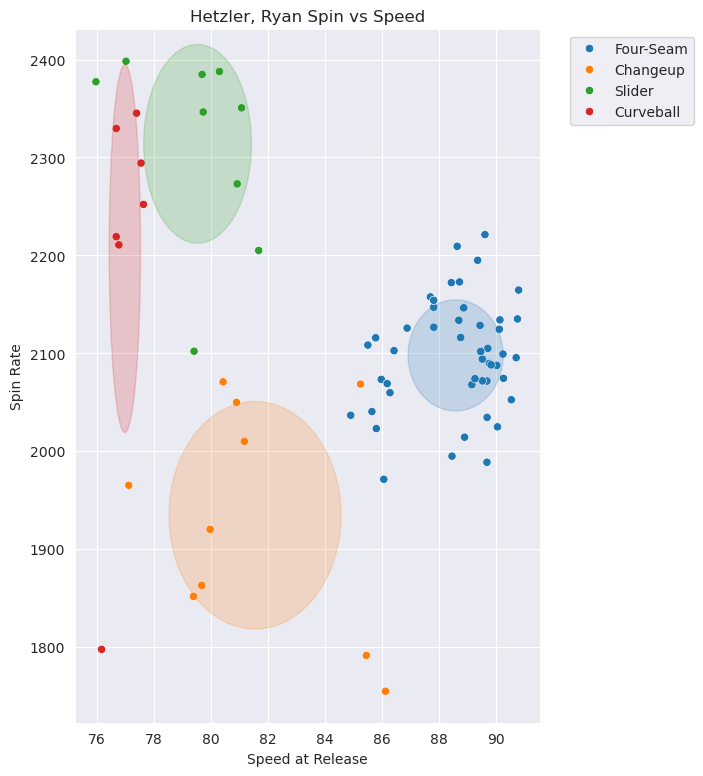 Hetzler, Ryan Spin vs Speed
Four-Seam
Changeup
Slider
Curveball
2400
2300
2200
2100
2000
1900
1800
Spin Rate
76 78 80 82 84 86 88 90
Speed at Release